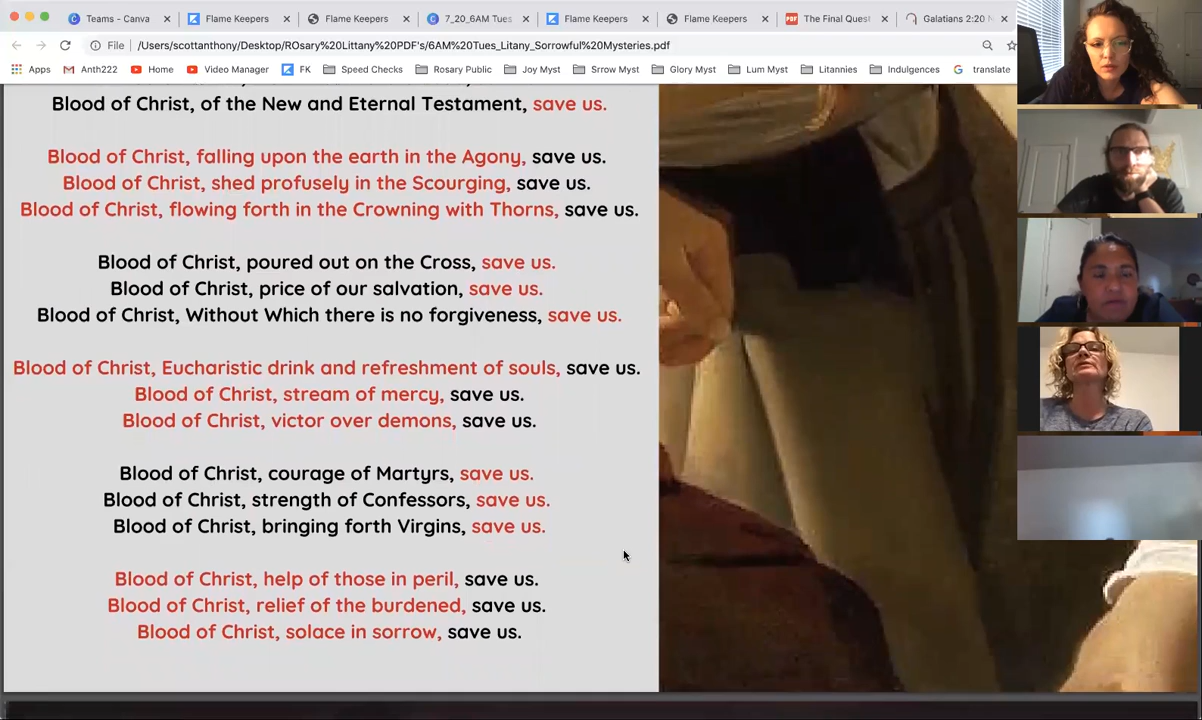 Teams - Canva
Flame Keepers
Flame Keepers
7_20_6AM Tues
Flame Keepers
Flame Keepers
The Final Quest
Galatians 2:20
File
/Users/scottanthony/Desktop/ROsary%20Littany%20PDF's/6AM%20Tues_Litany_Sorrowful%20Mysteries.pdf
Apps
Anth222
Home
Video Manager
FK
Speed Checks
Rosary Public
Joy Myst
Srrow Myst
Glory Myst
Lum Myst
Litannies
Indulgences
translate
Blood of Christ, of the New and Eternal Testament, save us.
Blood of Christ, falling upon the earth in the Agony, save us.
Blood of Christ, shed profusely in the Scourging, save us.
Blood of Christ, flowing forth in the Crowning with Thorns, save us.
Blood of Christ, poured out on the Cross, save us.
Blood of Christ, price of our salvation, save us.
Blood of Christ, Without Which there is no forgiveness, save us.
Blood of Christ, Eucharistic drink and refreshment of souls, save us.
Blood of Christ, stream of mercy, save us.
Blood of Christ, victor over demons, save us.
Blood of Christ, courage of Martyrs, save us.
Blood of Christ, strength of Confessors, save us.
Blood of Christ, bringing forth Virgins, save us.
Blood of Christ, help of those in peril, save us.
Blood of Christ, relief of the burdened, save us.
Blood of Christ, solace in sorrow, save us.